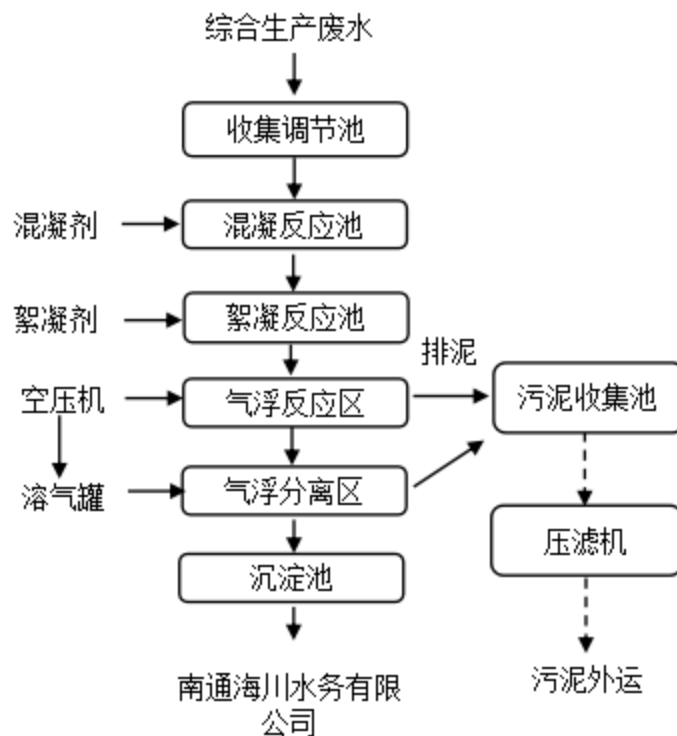 综合生产废水
收集调节池
混凝剂
混凝反应池
絮凝剂
絮凝反应池
排泥
空压机
气浮反应区
污泥收集池
溶气罐
气浮分离区
压滤机
沉淀池
南通海川水务有限
公司
污泥外运